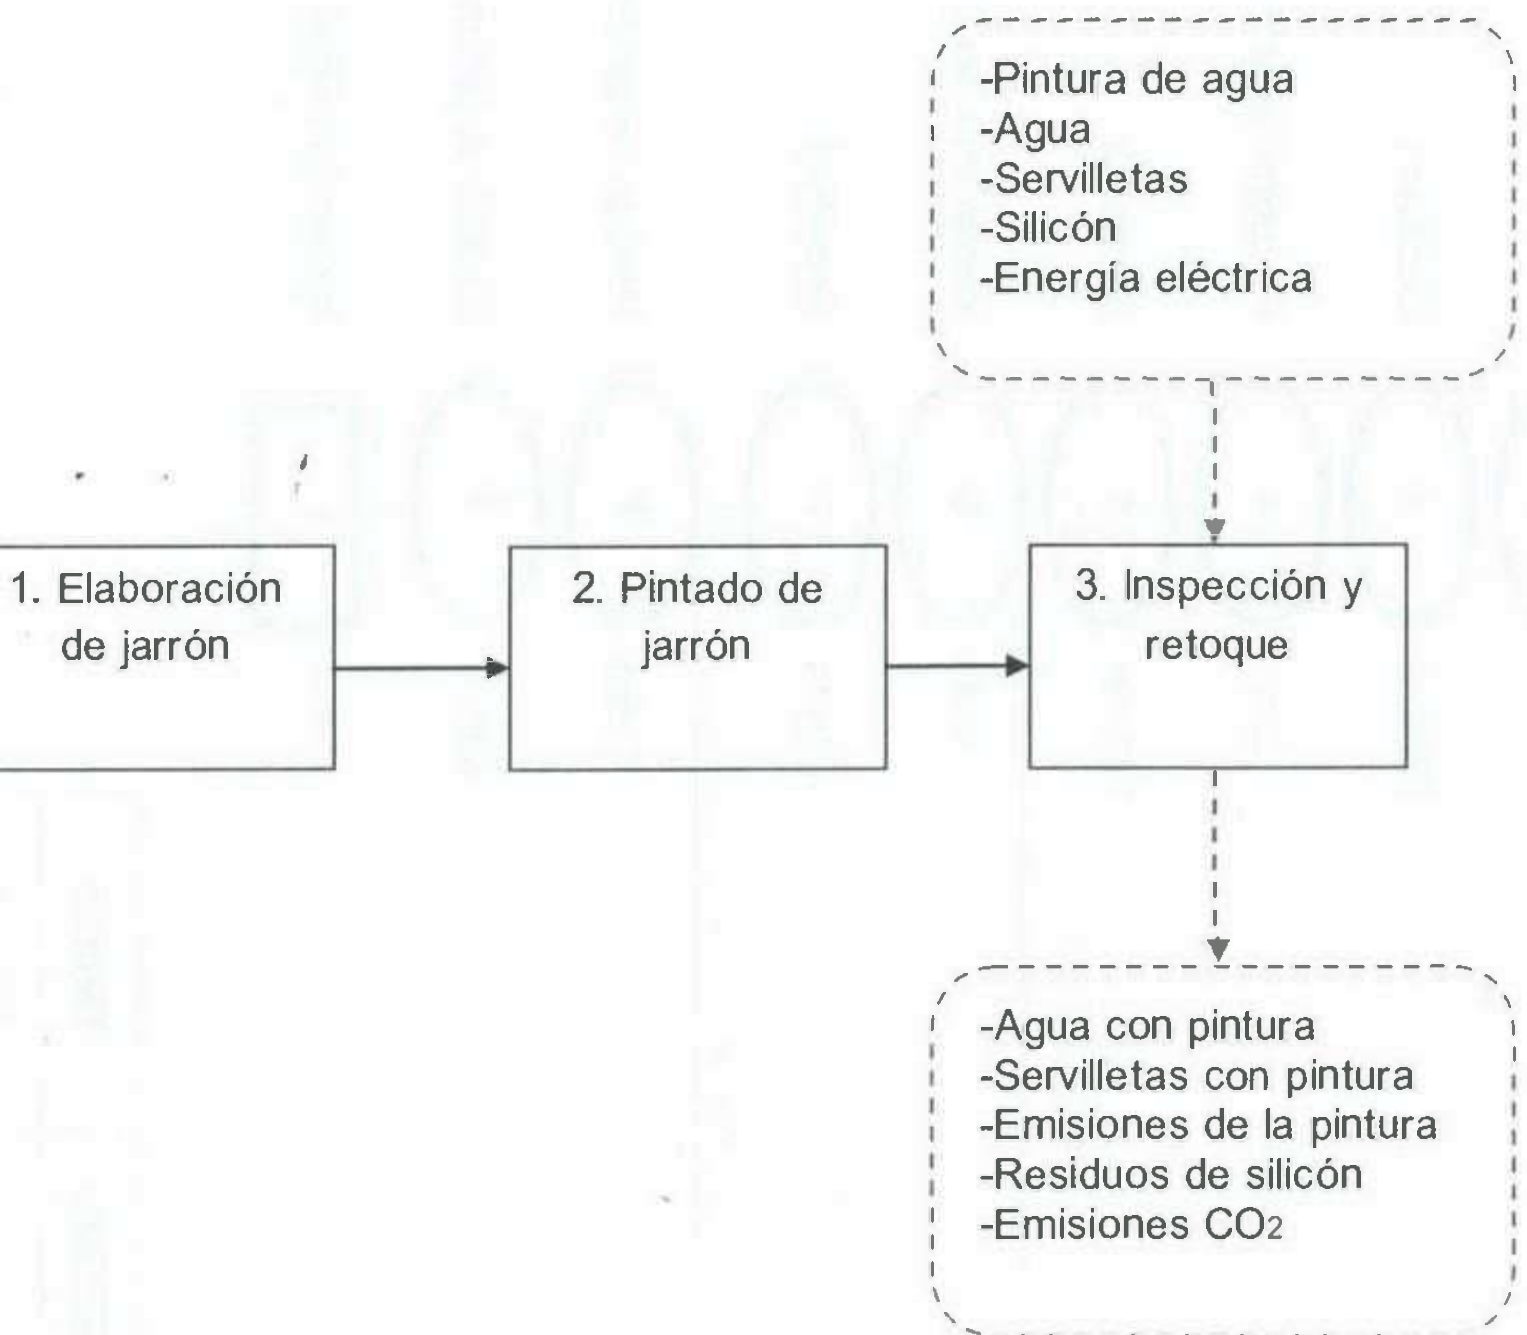 -Pintura de agua
-Agua
-Servilletas
-Silicón
-Energía eléctrica
1. Elaboración
de jarrón
2. Pintado de
jarrón
3. Inspección y
retoque
-Agua con pintura
-Servilletas con pintura
-Emisiones de la pintura
-Residuos de silicón
-Emisiones CO2